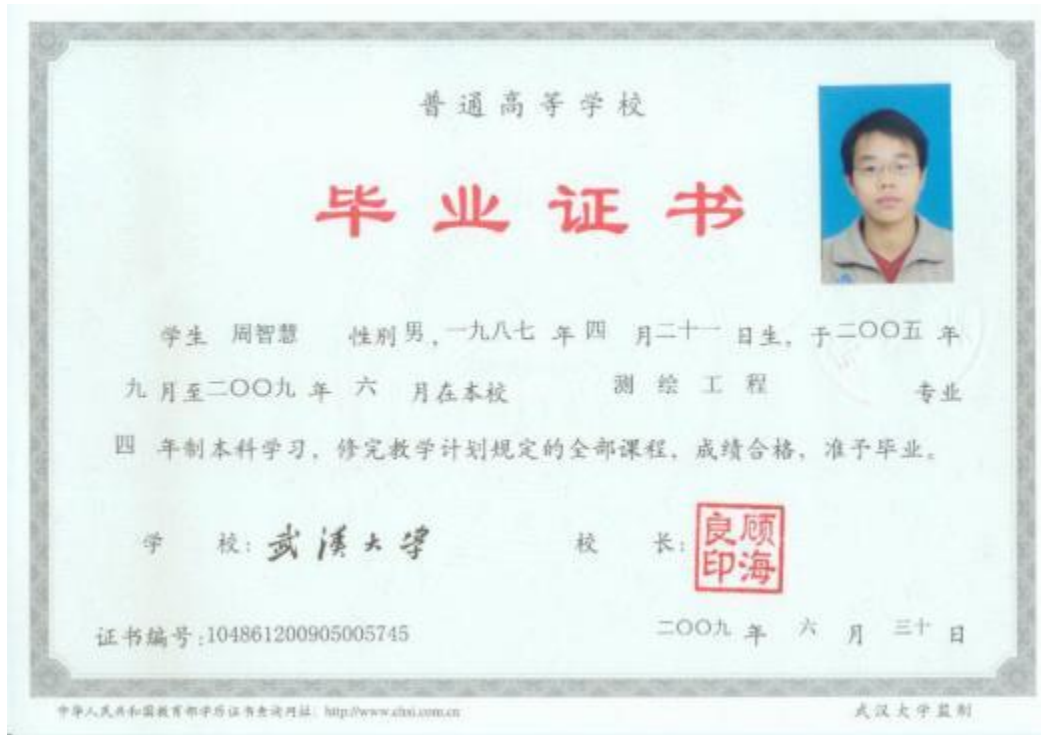 普通高等学校
毕业证书
学生 周智慧 性别 男，一九八七 年 四 月 二十一 日生，于二〇〇五 年
九 月至二〇〇九 年 六 月在本校 测绘工程 专业
四 年制本科学习，修完教学计划规定的全部课程，成绩合格，准予毕业。
学 校：武汉大学 校 长：顾海良印
证书编号：104861200905005745 二〇〇九 年 六 月 三十 日
中华人民共和国教育部学历证书查询网址：http://www.chsi.com.cn 武汉大学监制